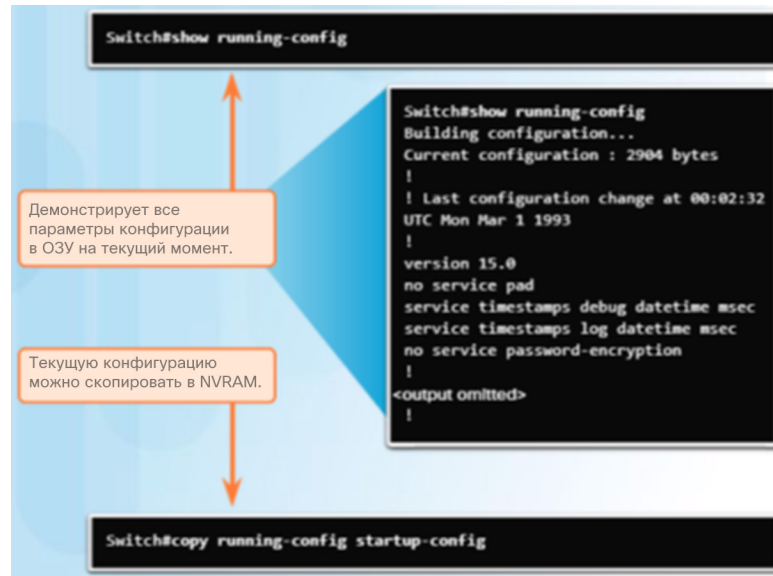 Switch#show running-config
Switch#show running-config
Building configuration...
Current configuration : 2904 bytes
!
! Last configuration change at 00:02:32
UTC Mon Mar 1 1993
!
version 15.0
no service pad
service timestamps debug datetime msec
service timestamps log datetime msec
no service password-encryption
!
<output omitted>
!
Демонстрирует все
параметры конфигурации
в ОЗУ на текущий момент.
Текущую конфигурацию
можно скопировать в NVRAM.
Switch#copy running-config startup-config